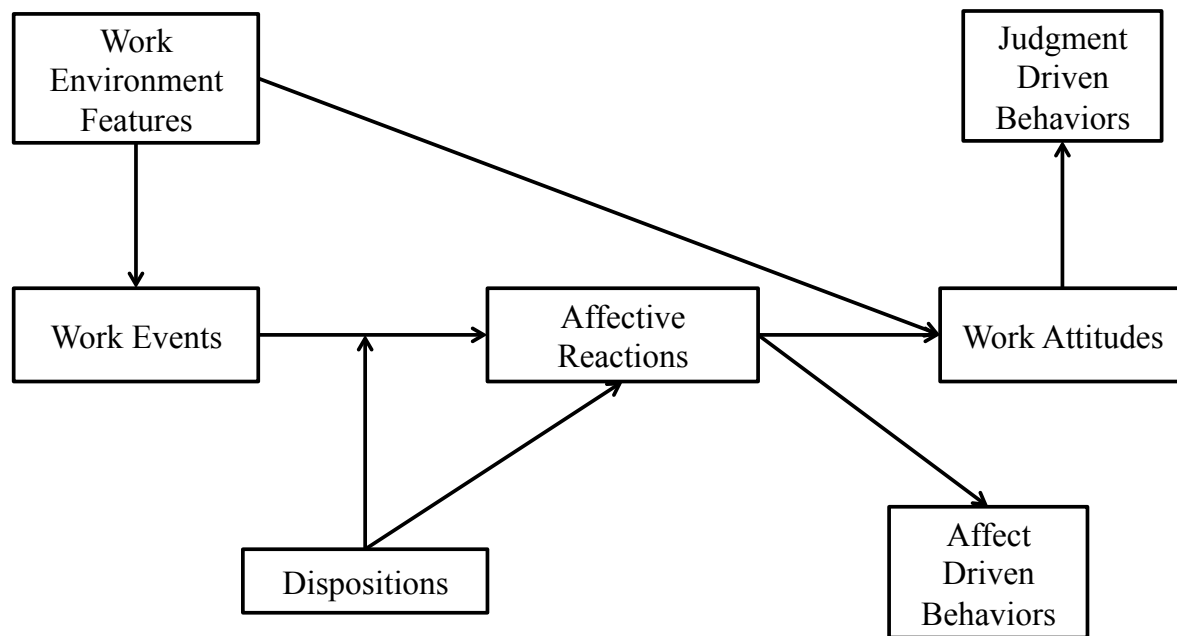 Work
Environment
Features
Judgment
Driven
Behaviors
Work Events
Affective
Reactions
Work Attitudes
Dispositions
Affect
Driven
Behaviors